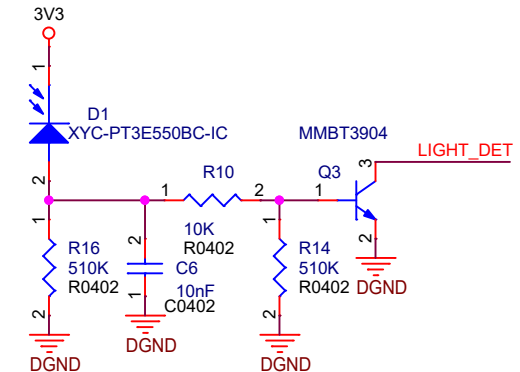 3V3
1
D1
XYC-PT3E550BC-IC
MMBT3904
LIGHT_DET
2
R10
Q3
3
1
2
1
10K
R0402
1
R16
510K
R0402
2
2
C6
10nF
C0402
1
1
R14
510K
R0402
2
2
DGND
DGND
DGND
DGND